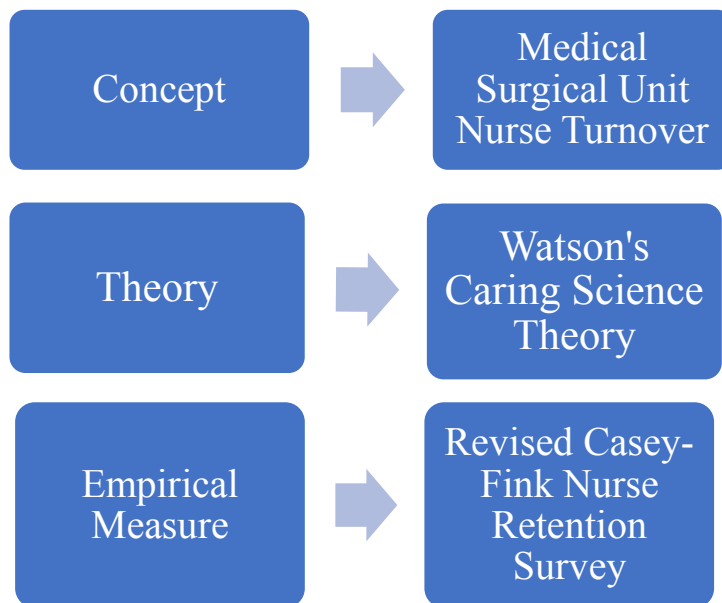 Concept
Medical
Surgical Unit
Nurse Turnover
Theory
Watson's
Caring Science
Theory
Empirical
Measure
Revised Casey-
Fink Nurse
Retention
Survey